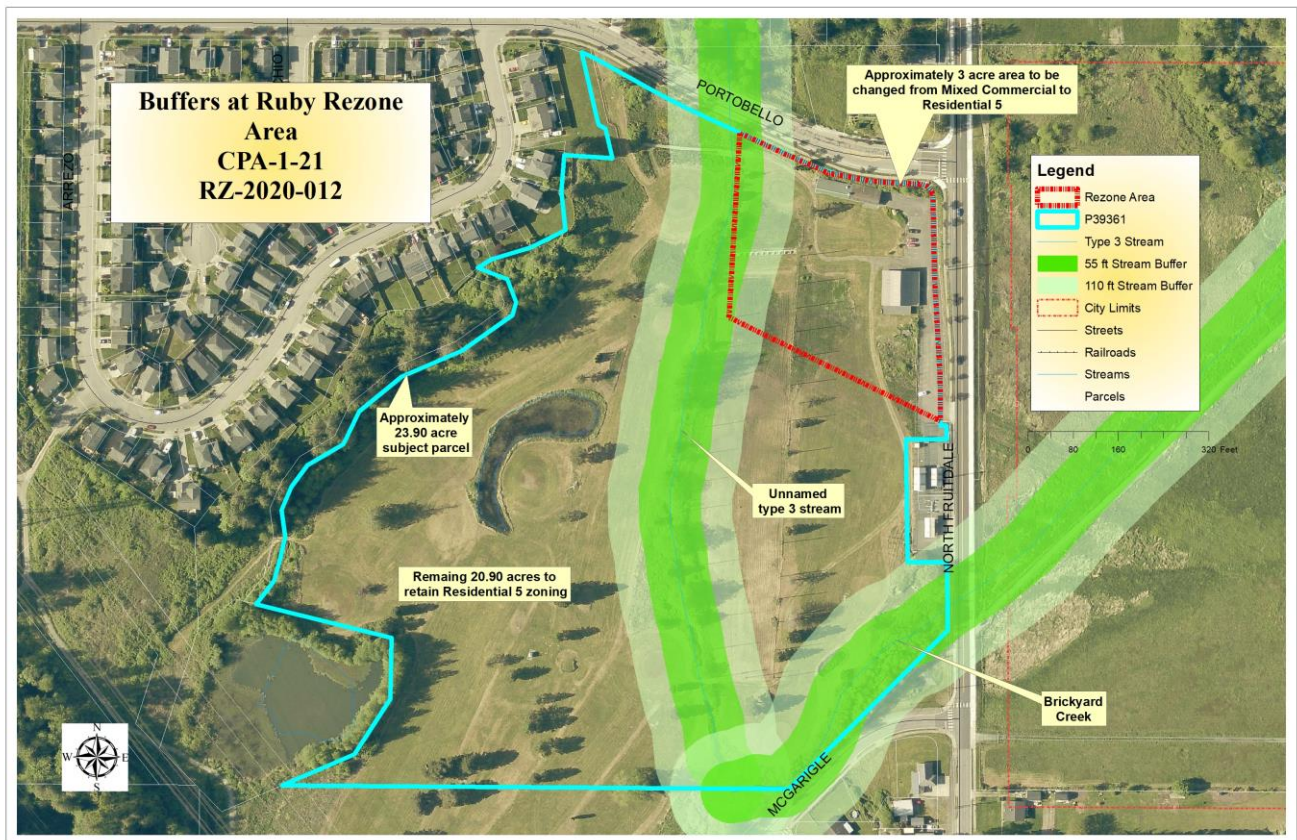 Buffers at Ruby Rezone
Area
CPA-1-21
RZ-2020-012
ARREZO
CHIO
PORTOBELLO
Approximately 3 acre area to be
changed from Mixed Commercial to
Residential 5
Legend
Rezone Area
P39361
Type 3 Stream
55 ft Stream Buffer
110 ft Stream Buffer
City Limits
Streets
Railroads
Streams
Parcels
0 80 160 320 Feet
Approximately
23.90 acre
subject parcel
Unnamed
type 3 stream
NORTH FRUITDALE
Remaing 20.90 acres to
retain Residential 5 zoning
Brickyard
Creek
MCGARIGLE
N
W E
S